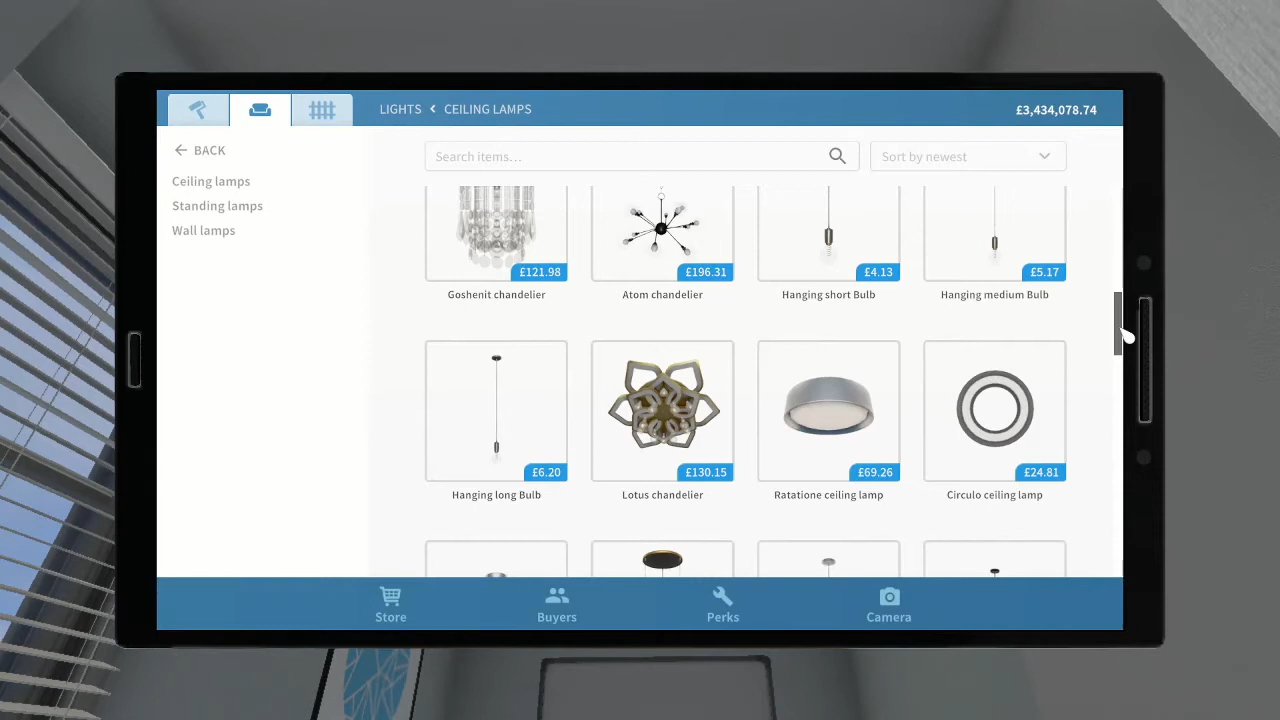 LIGHTS < CEILING LAMPS
£3,434,078.74
BACK
Search items...
Sort by newest
Ceiling lamps
Standing lamps
Wall lamps
£121.98
£196.31
£4.13
£5.17
Goshenit chandelier
Atom chandelier
Hanging short Bulb
Hanging medium Bulb
£6.20
£130.15
£69.26
£24.81
Hanging long Bulb
Lotus chandelier
Ratatione ceiling lamp
Circulo ceiling lamp
Store
Buyers
Perks
Camera